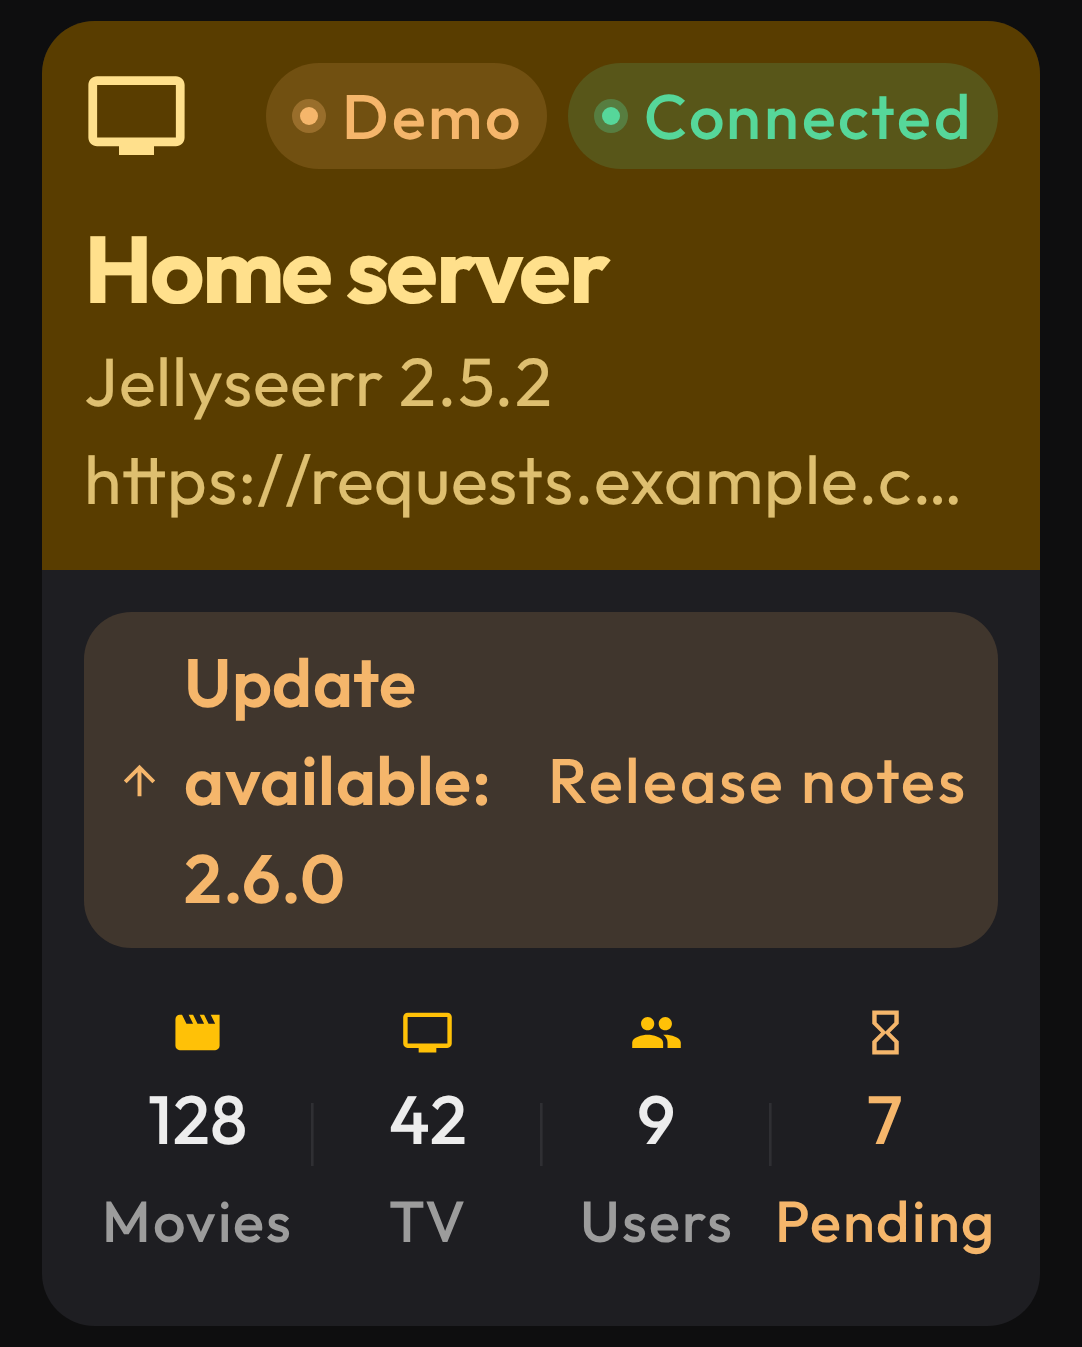 Demo
Connected
Home server
Jellyseerr 2.5.2
https://requests.example.c…
Update
available:
2.6.0
Release notes
128
42
9
7
Movies
TV
Users
Pending